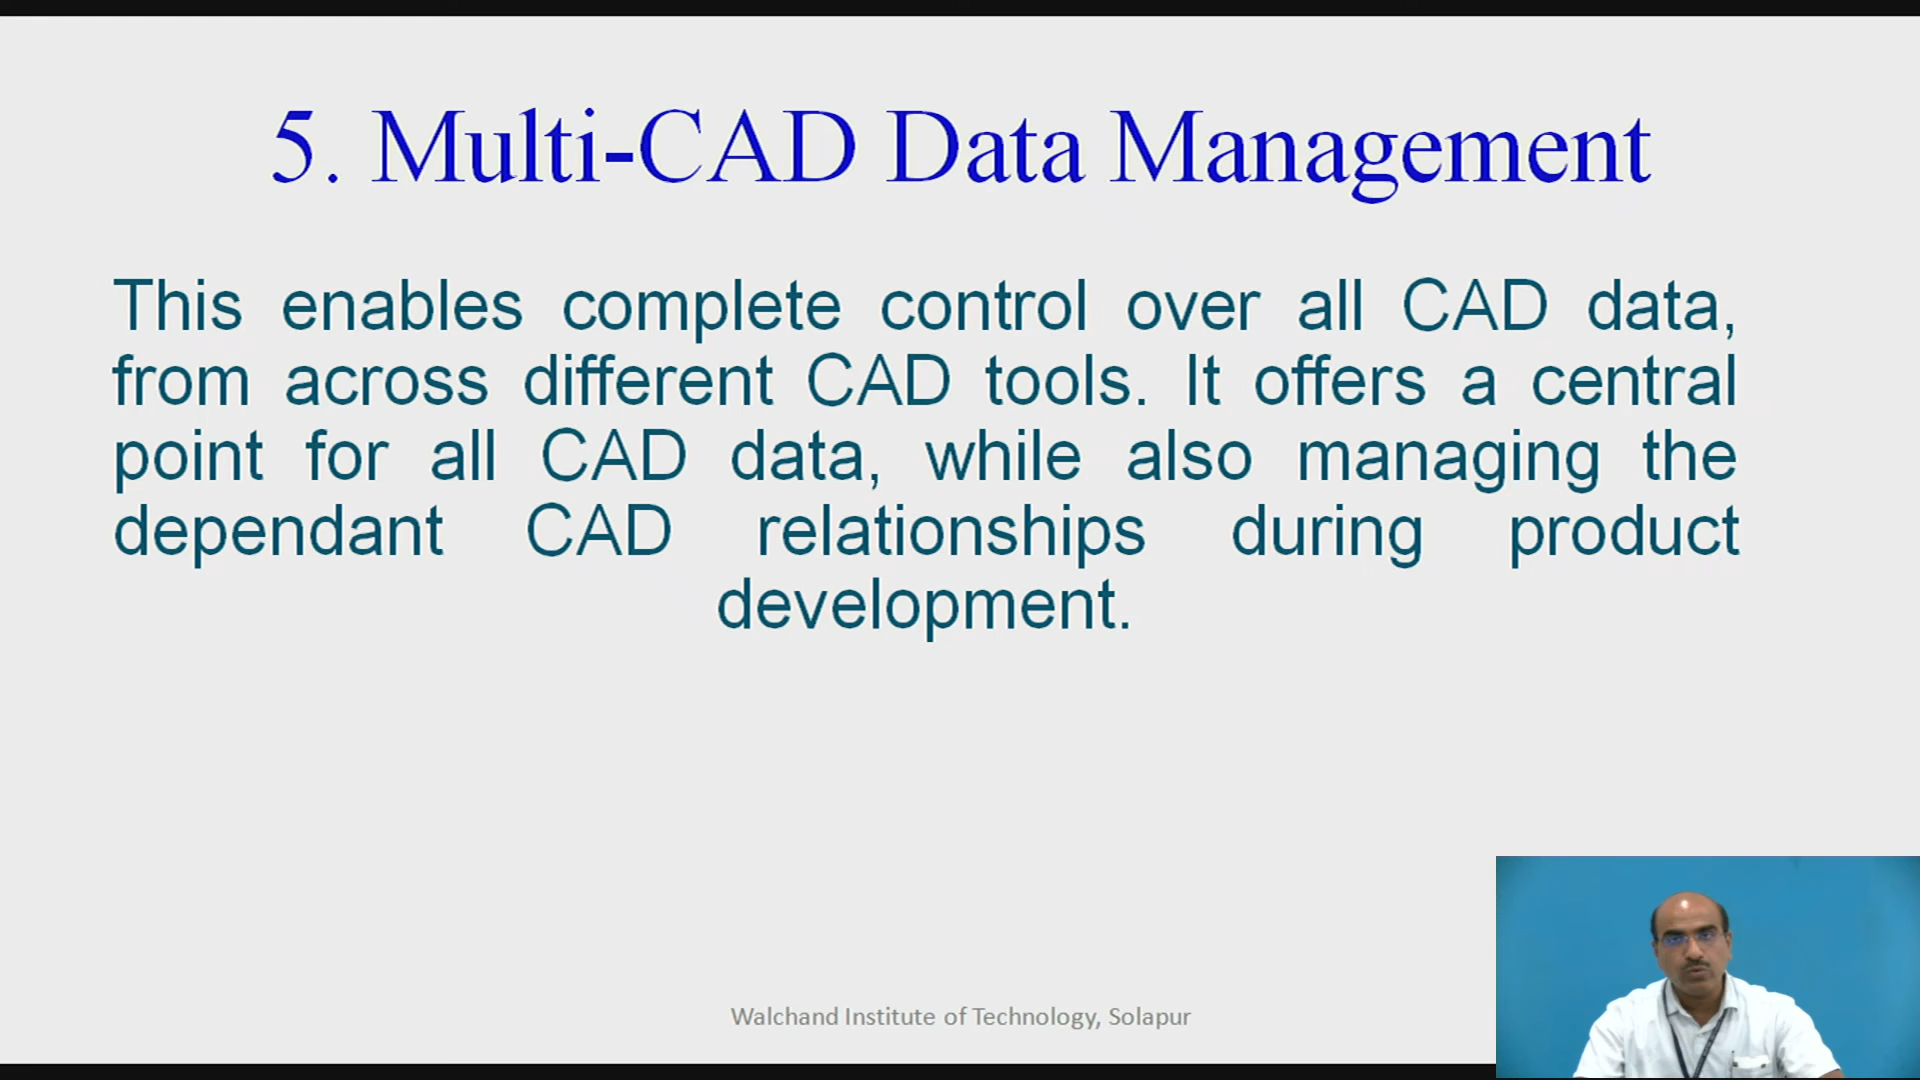 5. Multi-CAD Data Management
This enables complete control over all CAD data,
from across different CAD tools. It offers a central
point for all CAD data, while also managing the
dependant CAD relationships during product
development.
Walchand Institute of Technology, Solapur